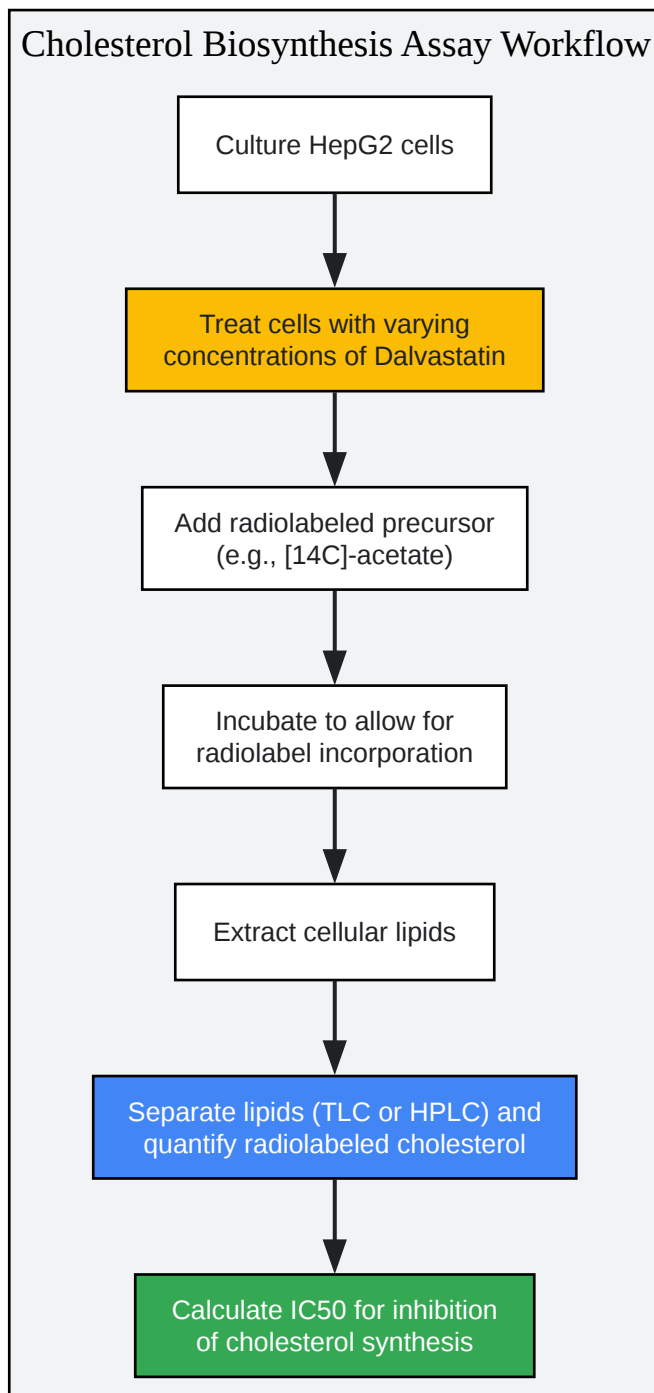 Cholesterol Biosynthesis Assay Workflow
Culture HepG2 cells
Treat cells with varying
concentrations of Dalvastatin
Add radiolabeled precursor
(e.g., [14C]-acetate)
Incubate to allow for
radiolabel incorporation
Extract cellular lipids
Separate lipids (TLC or HPLC) and
quantify radiolabeled cholesterol
Calculate IC50 for inhibition
of cholesterol synthesis